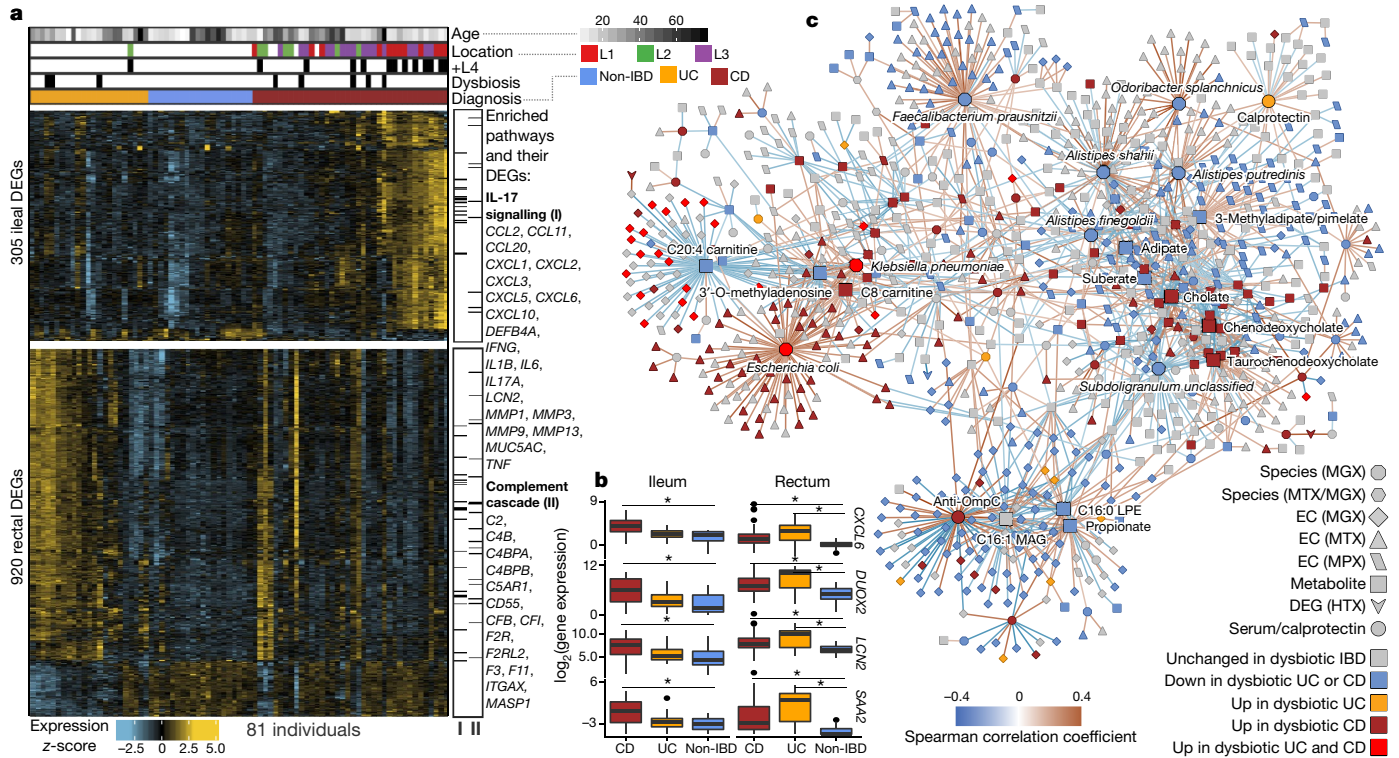 a
Age
Location
+L4
Dysbiosis
Diagnosis
20 40 60
L1 L2 L3
Non-IBD UC CD
305 ileal DEGs
920 rectal DEGs
Enriched
pathways
and their
DEGs:
IL-17
signalling (I)
CCL2, CCL11,
CCL20,
CXCL1, CXCL2,
CXCL3,
CXCL5, CXCL6,
CXCL10,
DEFB4A,
IFNG,
IL1B, IL6,
IL17A,
LCN2,
MMP1, MMP3,
MMP9, MMP13,
MUC5AC,
TNF
Complement
cascade (II)
C2,
C4B,
C4BPA,
C4BPB,
C5AR1,
CD55,
CFB, CFI,
F2R,
F2RL2,
F3, F11,
ITGAX,
MASP1
I II
Expression
z-score
−2.5 0 2.5 5.0
81 individuals
b
Ileum Rectum
log2(gene expression)
9
0
CXCL6
12
0
DUOX2
10.0
5.0
LCN2
6
−3
SAA2
* * *
* * *
* * *
* * *
CD UC Non-IBD CD UC Non-IBD
c
Faecalibacterium prausnitzii
Odoribacter splanchnicus
Calprotectin
Alistipes shahii
Alistipes putredinis
Alistipes finegoldii
3-Methyladipate/pimelate
Adipate
Suberate
Cholate
Chenodeoxycholate
Taurochenodeoxycholate
Subdoligranulum unclassified
C20:4 carnitine
Klebsiella pneumoniae
3′-O-methyladenosine
C8 carnitine
Escherichia coli
Anti-OmpC
C16:0 LPE
Propionate
C16:1 MAG
−0.4 0 0.4
Spearman correlation coefficient
Species (MGX)
Species (MTX/MGX)
EC (MGX)
EC (MTX)
EC (MPX)
Metabolite
DEG (HTX)
Serum/calprotectin
Unchanged in dysbiotic IBD
Down in dysbiotic UC or CD
Up in dysbiotic UC
Up in dysbiotic CD
Up in dysbiotic UC and CD